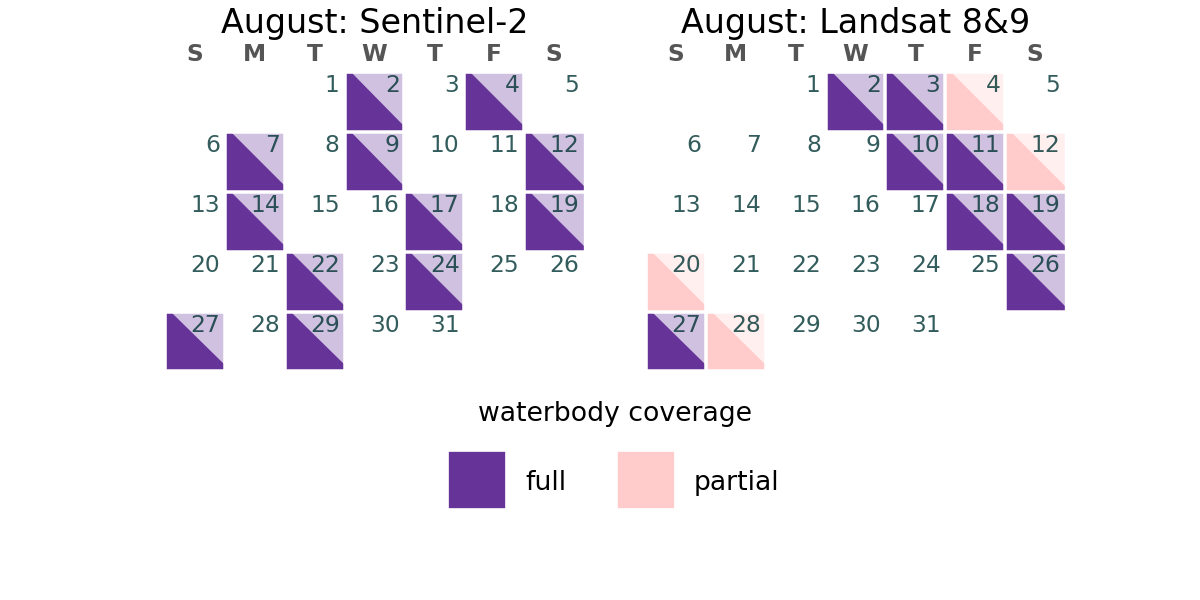 August: Sentinel-2
S M T W T F S
1 2 3 4 5
6 7 8 9 10 11 12
13 14 15 16 17 18 19
20 21 22 23 24 25 26
27 28 29 30 31
August: Landsat 8&9
S M T W T F S
1 2 3 4 5
6 7 8 9 10 11 12
13 14 15 16 17 18 19
20 21 22 23 24 25 26
27 28 29 30 31
waterbody coverage
full
partial